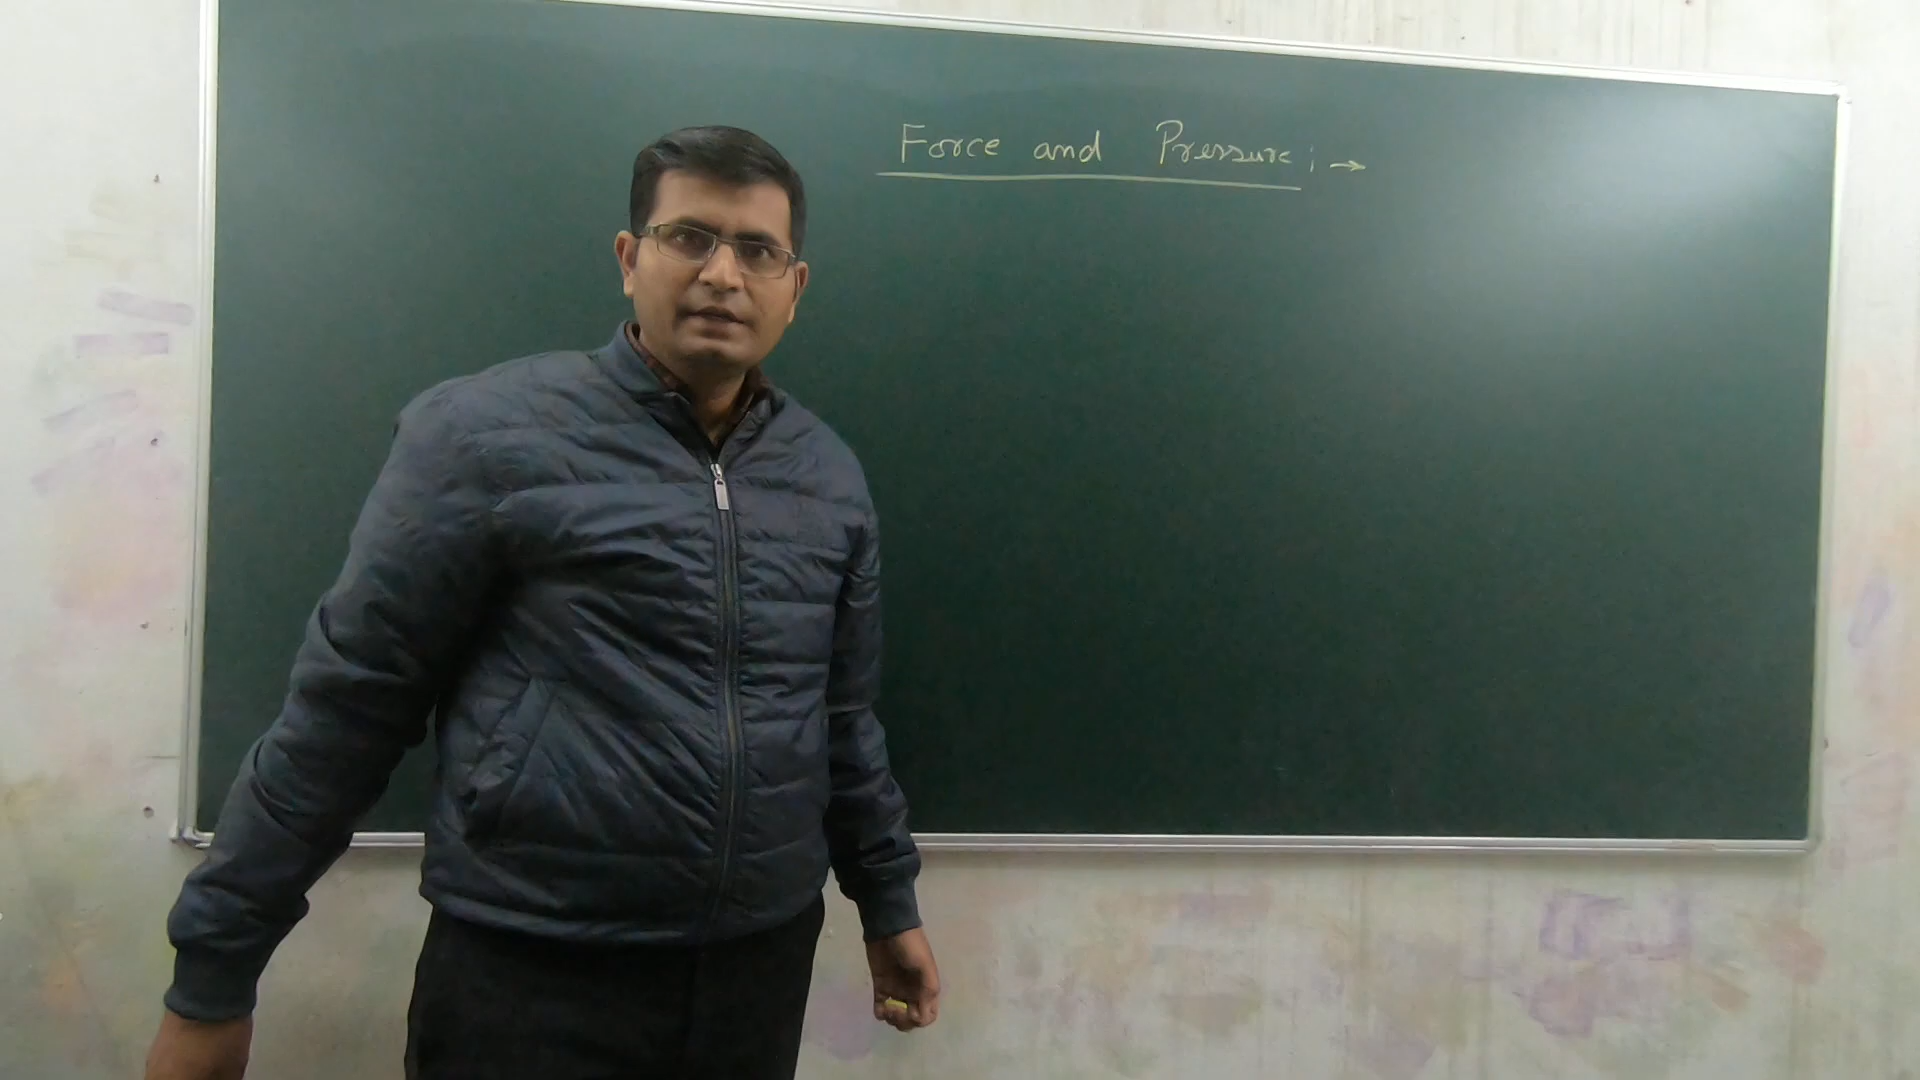 Force and Pressure : →